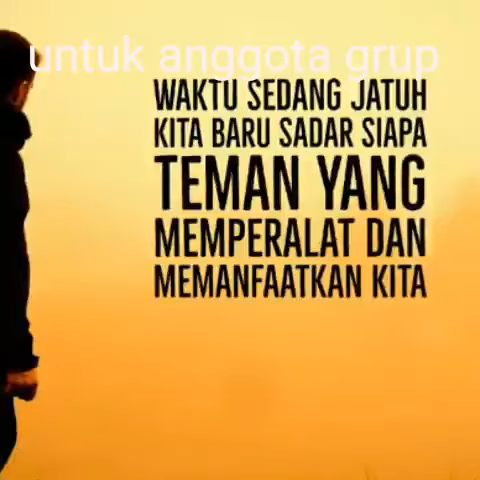 untuk anggota grup
WAKTU SEDANG JATUH
KITA BARU SADAR SIAPA
TEMAN YANG
MEMPERALAT DAN
MEMANFAATKAN KITA